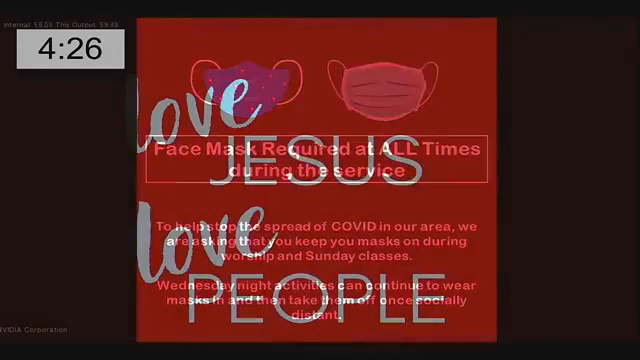 Internal: 59.03 This Output: 59.38
4:26
love
JESUS
love
PEOPLE
Face Mask Required at ALL Times
during the service
To help stop the spread of COVID in our area, we
are asking that you keep you masks on during
worship and Sunday classes.
Wednesday night activities can continue to wear
masks in and then take them off once socially
distant.
NVIDIA Corporation